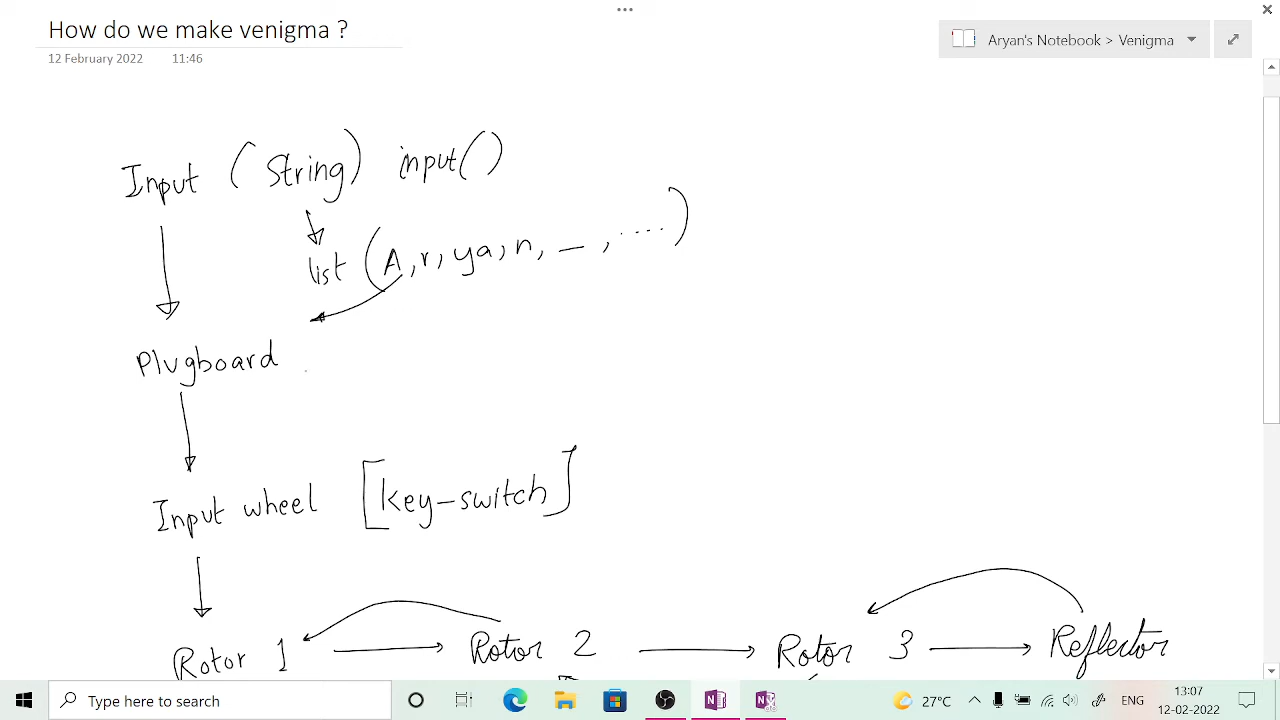 How do we make venigma ?
Aryan's Notebook > Venigma
12 February 2022 11:46
Input (String) input()
list (A, r, ya, n, _, .....)
Plugboard
Input wheel [key-switch]
Rotor 1 Rotor 2 Rotor 3 Reflector
Type here to search
27°C
ENG
13:07
12-02-2022